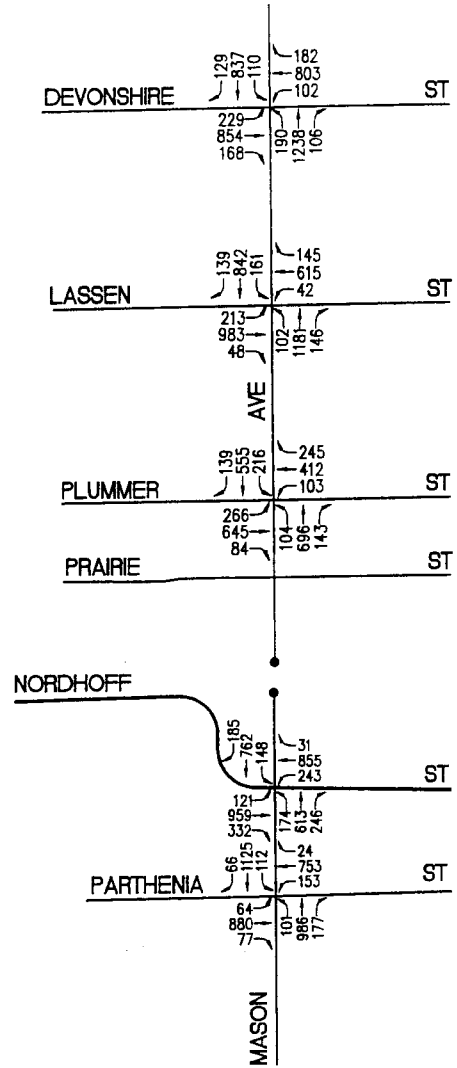 129 837 110
182
803
102
DEVONSHIRE ST
229
854
168
190 1238 106
139 842 161
145
615
42
LASSEN ST
213
983
48
102 1181 146
AVE
139 555 216
245
412
103
PLUMMER ST
266
645
84
104 696 143
PRAIRIE ST
NORDHOFF
185 762 148
31
855
243
ST
121
959
332
174 613 246
66 1125 112
24
753
153
PARTHENIA ST
64
880
77
101 986 177
MASON